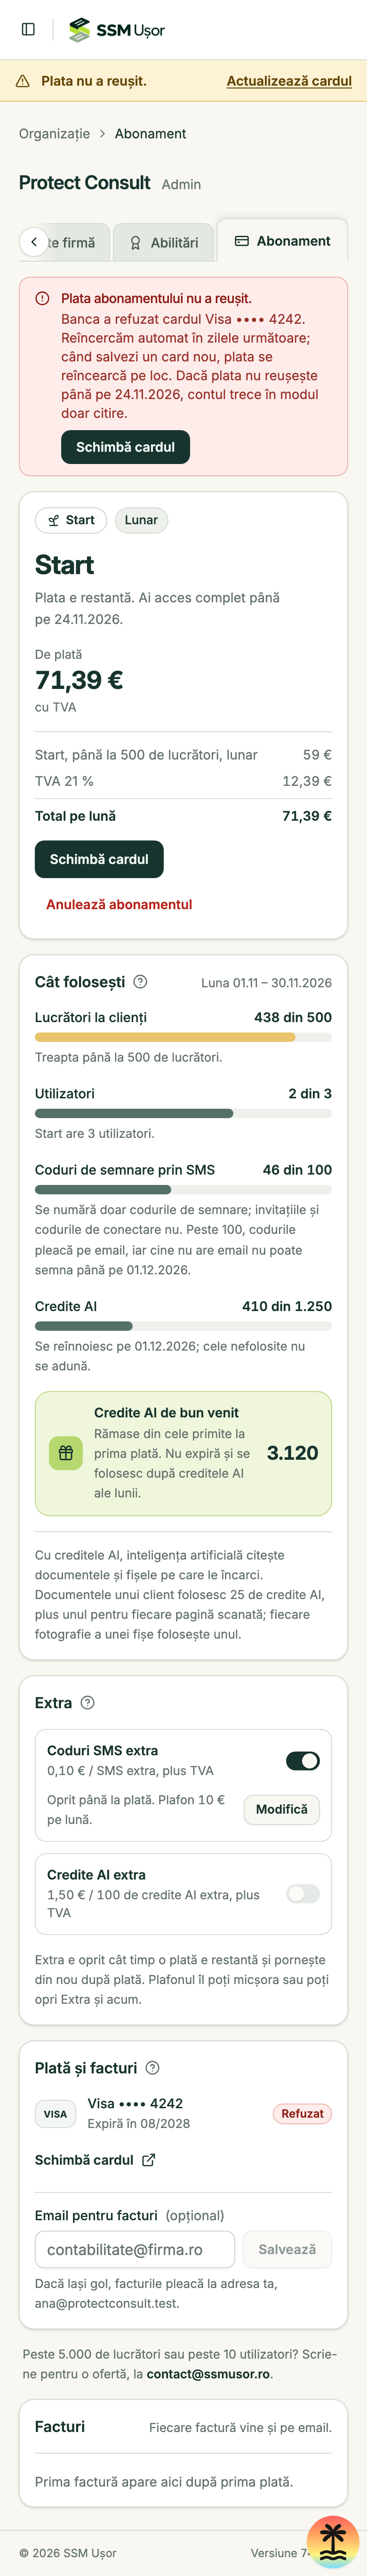 SSM Ușor
Plata nu a reușit. Actualizează cardul
Organizație > Abonament
Protect Consult Admin
te firmă Abilitări Abonament
Plata abonamentului nu a reușit.
Banca a refuzat cardul Visa •••• 4242.
Reîncercăm automat în zilele următoare;
când salvezi un card nou, plata se
reîncearcă pe loc. Dacă plata nu reușește
până pe 24.11.2026, contul trece în modul
doar citire.
Schimbă cardul
Start Lunar
Start
Plata e restantă. Ai acces complet până
pe 24.11.2026.
De plată
71,39 €
cu TVA
Start, până la 500 de lucrători, lunar 59 €
TVA 21 % 12,39 €
Total pe lună 71,39 €
Schimbă cardul
Anulează abonamentul
Cât folosești Luna 01.11 – 30.11.2026
Lucrători la clienți 438 din 500
Treapta până la 500 de lucrători.
Utilizatori 2 din 3
Start are 3 utilizatori.
Coduri de semnare prin SMS 46 din 100
Se numără doar codurile de semnare; invitațiile și
codurile de conectare nu. Peste 100, codurile
pleacă pe email, iar cine nu are email nu poate
semna până pe 01.12.2026.
Credite AI 410 din 1.250
Se reînnoiesc pe 01.12.2026; cele nefolosite nu
se adună.
Credite AI de bun venit
Rămase din cele primite la
prima plată. Nu expiră și se
folosesc după creditele AI
ale lunii.
3.120
Cu creditele AI, inteligența artificială citește
documentele și fișele pe care le încarci.
Documentele unui client folosesc 25 de credite AI,
plus unul pentru fiecare pagină scanată; fiecare
fotografie a unei fișe folosește unul.
Extra
Coduri SMS extra
0,10 € / SMS extra, plus TVA
Oprit până la plată. Plafon 10 €
pe lună.
Modifică
Credite AI extra
1,50 € / 100 de credite AI extra, plus
TVA
Extra e oprit cât timp o plată e restantă și pornește
din nou după plată. Plafonul îl poți micșora sau poți
opri Extra și acum.
Plată și facturi
VISA Visa •••• 4242
Expiră în 08/2028
Refuzat
Schimbă cardul
Email pentru facturi (opțional)
contabilitate@firma.ro Salvează
Dacă lași gol, facturile pleacă la adresa ta,
ana@protectconsult.test.
Peste 5.000 de lucrători sau peste 10 utilizatori? Scrie-
ne pentru o ofertă, la contact@ssmusor.ro.
Facturi Fiecare factură vine și pe email.
Prima factură apare aici după prima plată.
© 2026 SSM Ușor Versiune